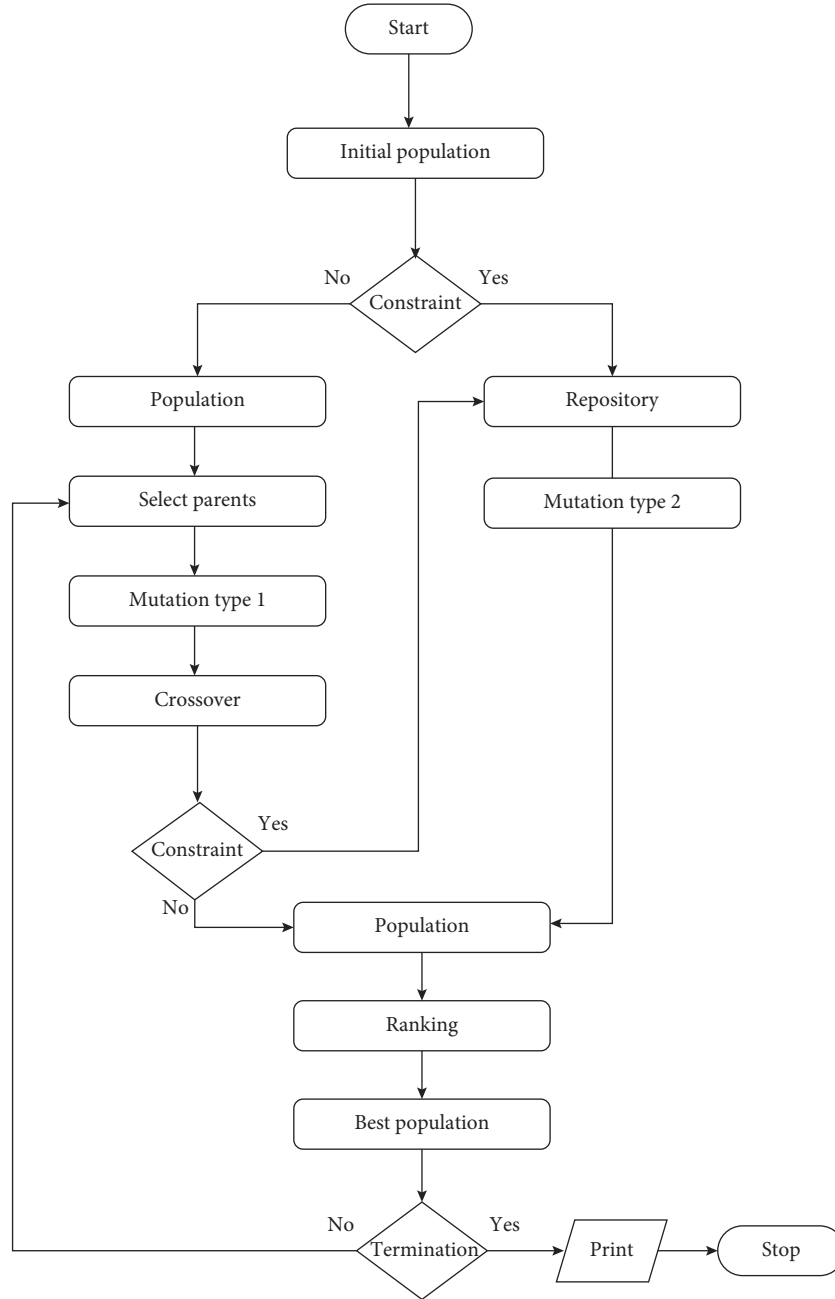 Start
Initial population
No
Yes
Constraint
Population
Repository
Select parents
Mutation type 2
Mutation type 1
Crossover
Yes
Constraint
No
Population
Ranking
Best population
No
Yes
Termination
Print
Stop